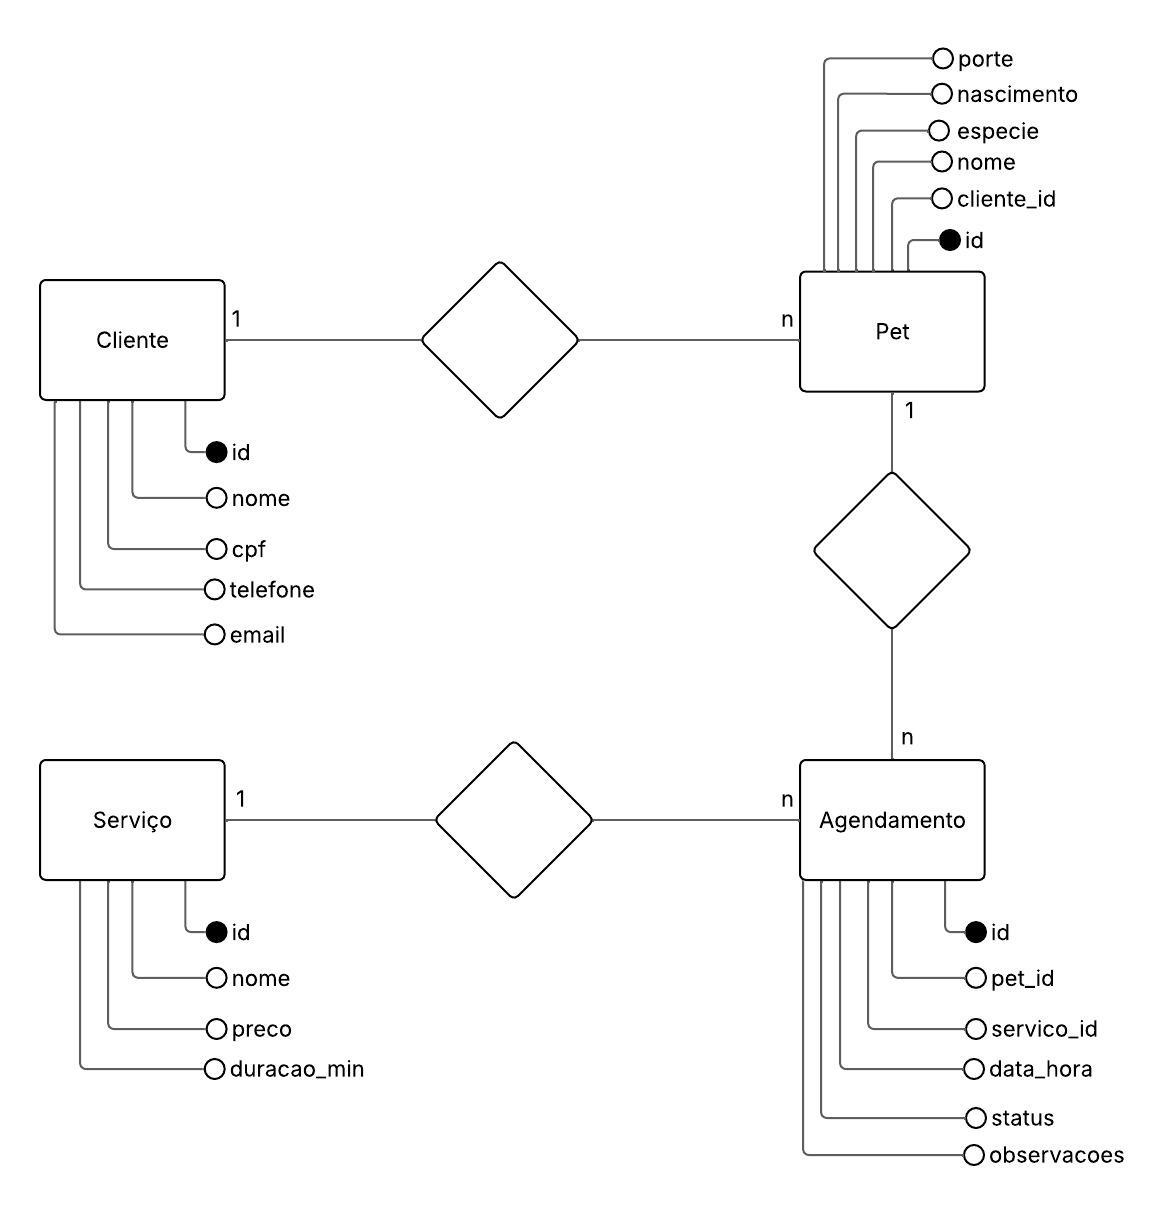 porte
nascimento
especie
nome
cliente_id
id
Cliente
1
n
Pet
1
id
nome
cpf
telefone
email
n
Serviço
1
n
Agendamento
id
nome
preco
duracao_min
id
pet_id
servico_id
data_hora
status
observacoes